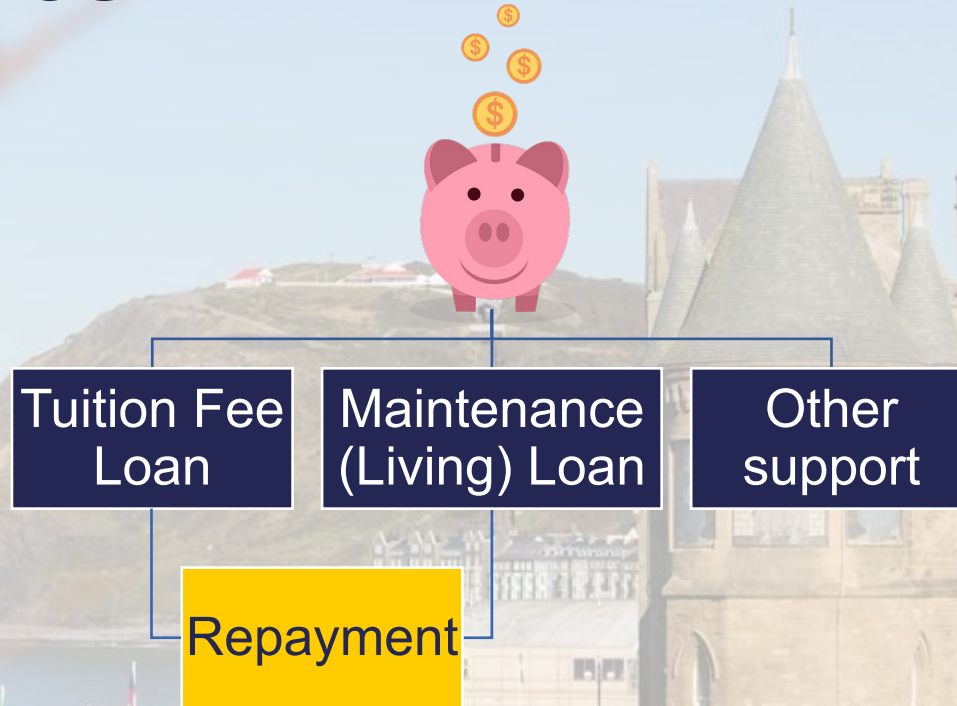 $
$
$
$
Tuition Fee
Loan
Maintenance
(Living) Loan
Other
support
Repayment